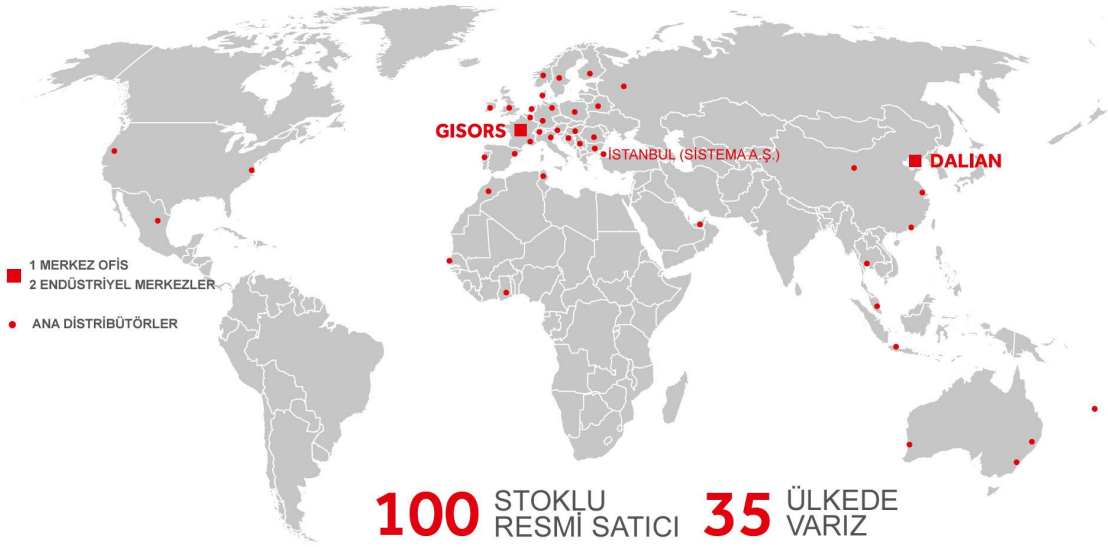 GISORS
İSTANBUL (SİSTEMA A.Ş.)
DALIAN
1 MERKEZ OFİS
2 ENDÜSTRİYEL MERKEZLER
ANA DİSTRİBÜTÖRLER
100 STOKLU
RESMİ SATICI
35 ÜLKEDE
VARIZ